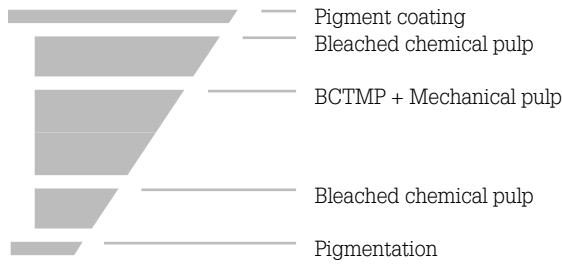 Pigment coating
Bleached chemical pulp
BCTMP + Mechanical pulp
Bleached chemical pulp
Pigmentation